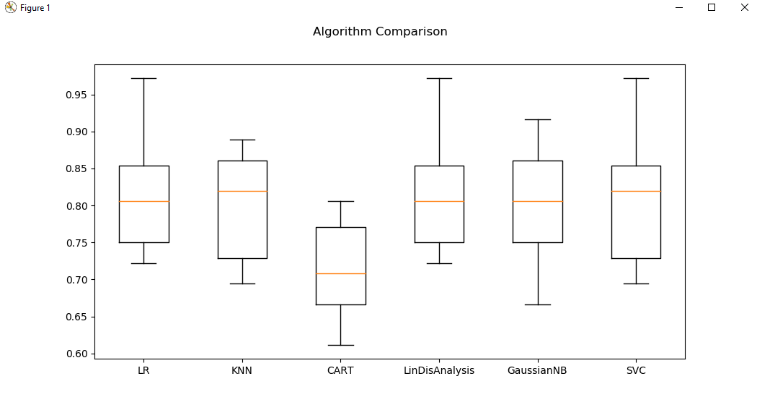 Figure 1
Algorithm Comparison
0.95
0.90
0.85
0.80
0.75
0.70
0.65
0.60
LR KNN CART LinDisAnalysis GaussianNB SVC